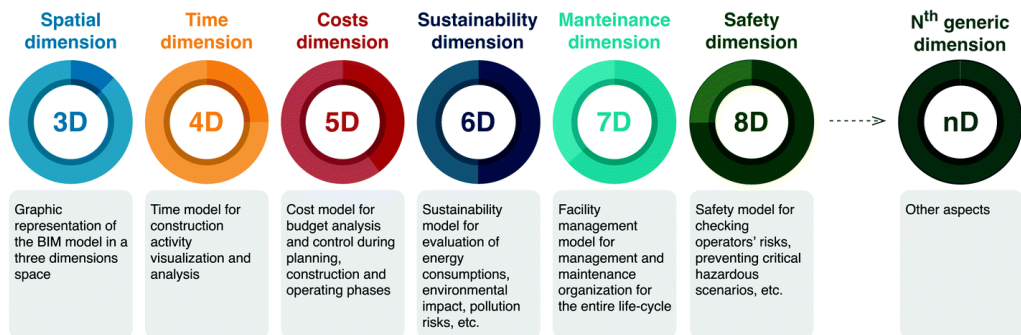 Spatial
dimension
3D
Graphic
representation of
the BIM model in a
three dimensions
space
Time
dimension
4D
Time model for
construction
activity
visualization and
analysis
Costs
dimension
5D
Cost model for
budget analysis
and control during
planning,
construction and
operating phases
Sustainability
dimension
6D
Sustainability
model for
evaluation of
energy
consumptions,
environmental
impact, pollution
risks, etc.
Manteinance
dimension
7D
Facility
management
model for
management and
maintenance
organization for
the entire life-cycle
Safety
dimension
8D
Safety model for
checking
operators’ risks,
preventing critical
hazardous
scenarios, etc.
Nth generic
dimension
nD
Other aspects